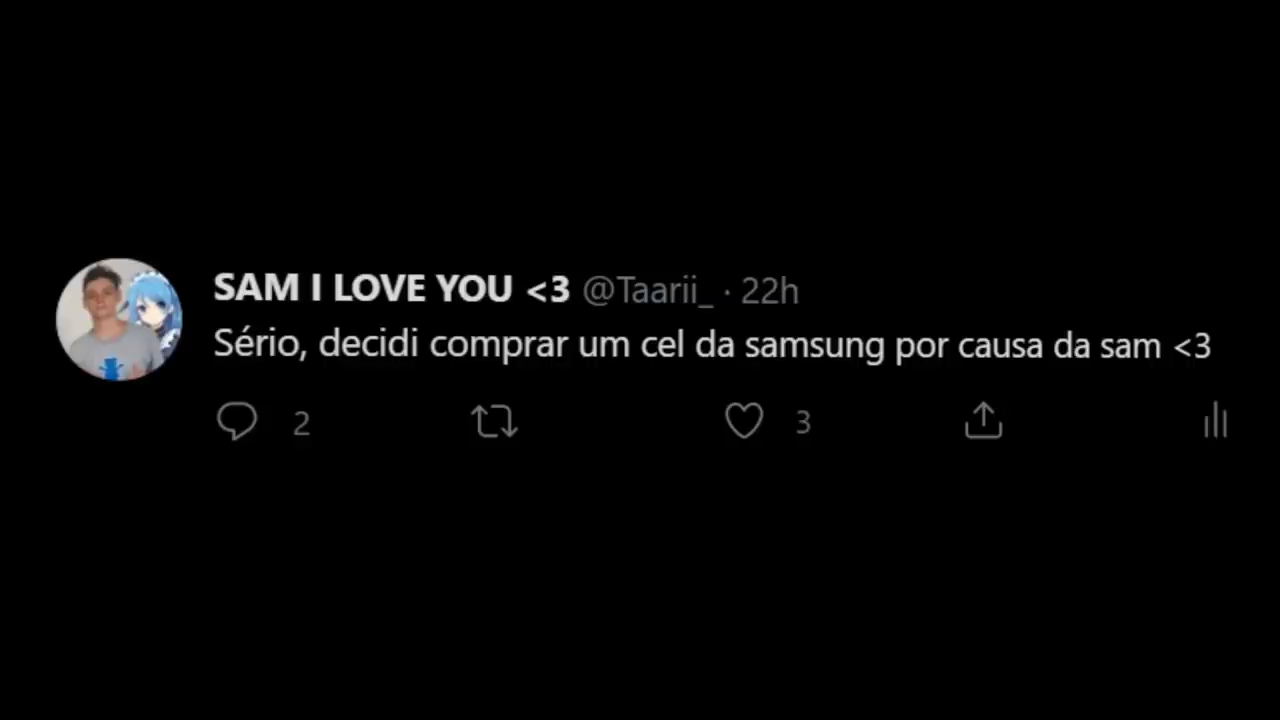 SAM I LOVE YOU <3 @Taarii_ · 22h
Sério, decidi comprar um cel da samsung por causa da sam <3
2 3